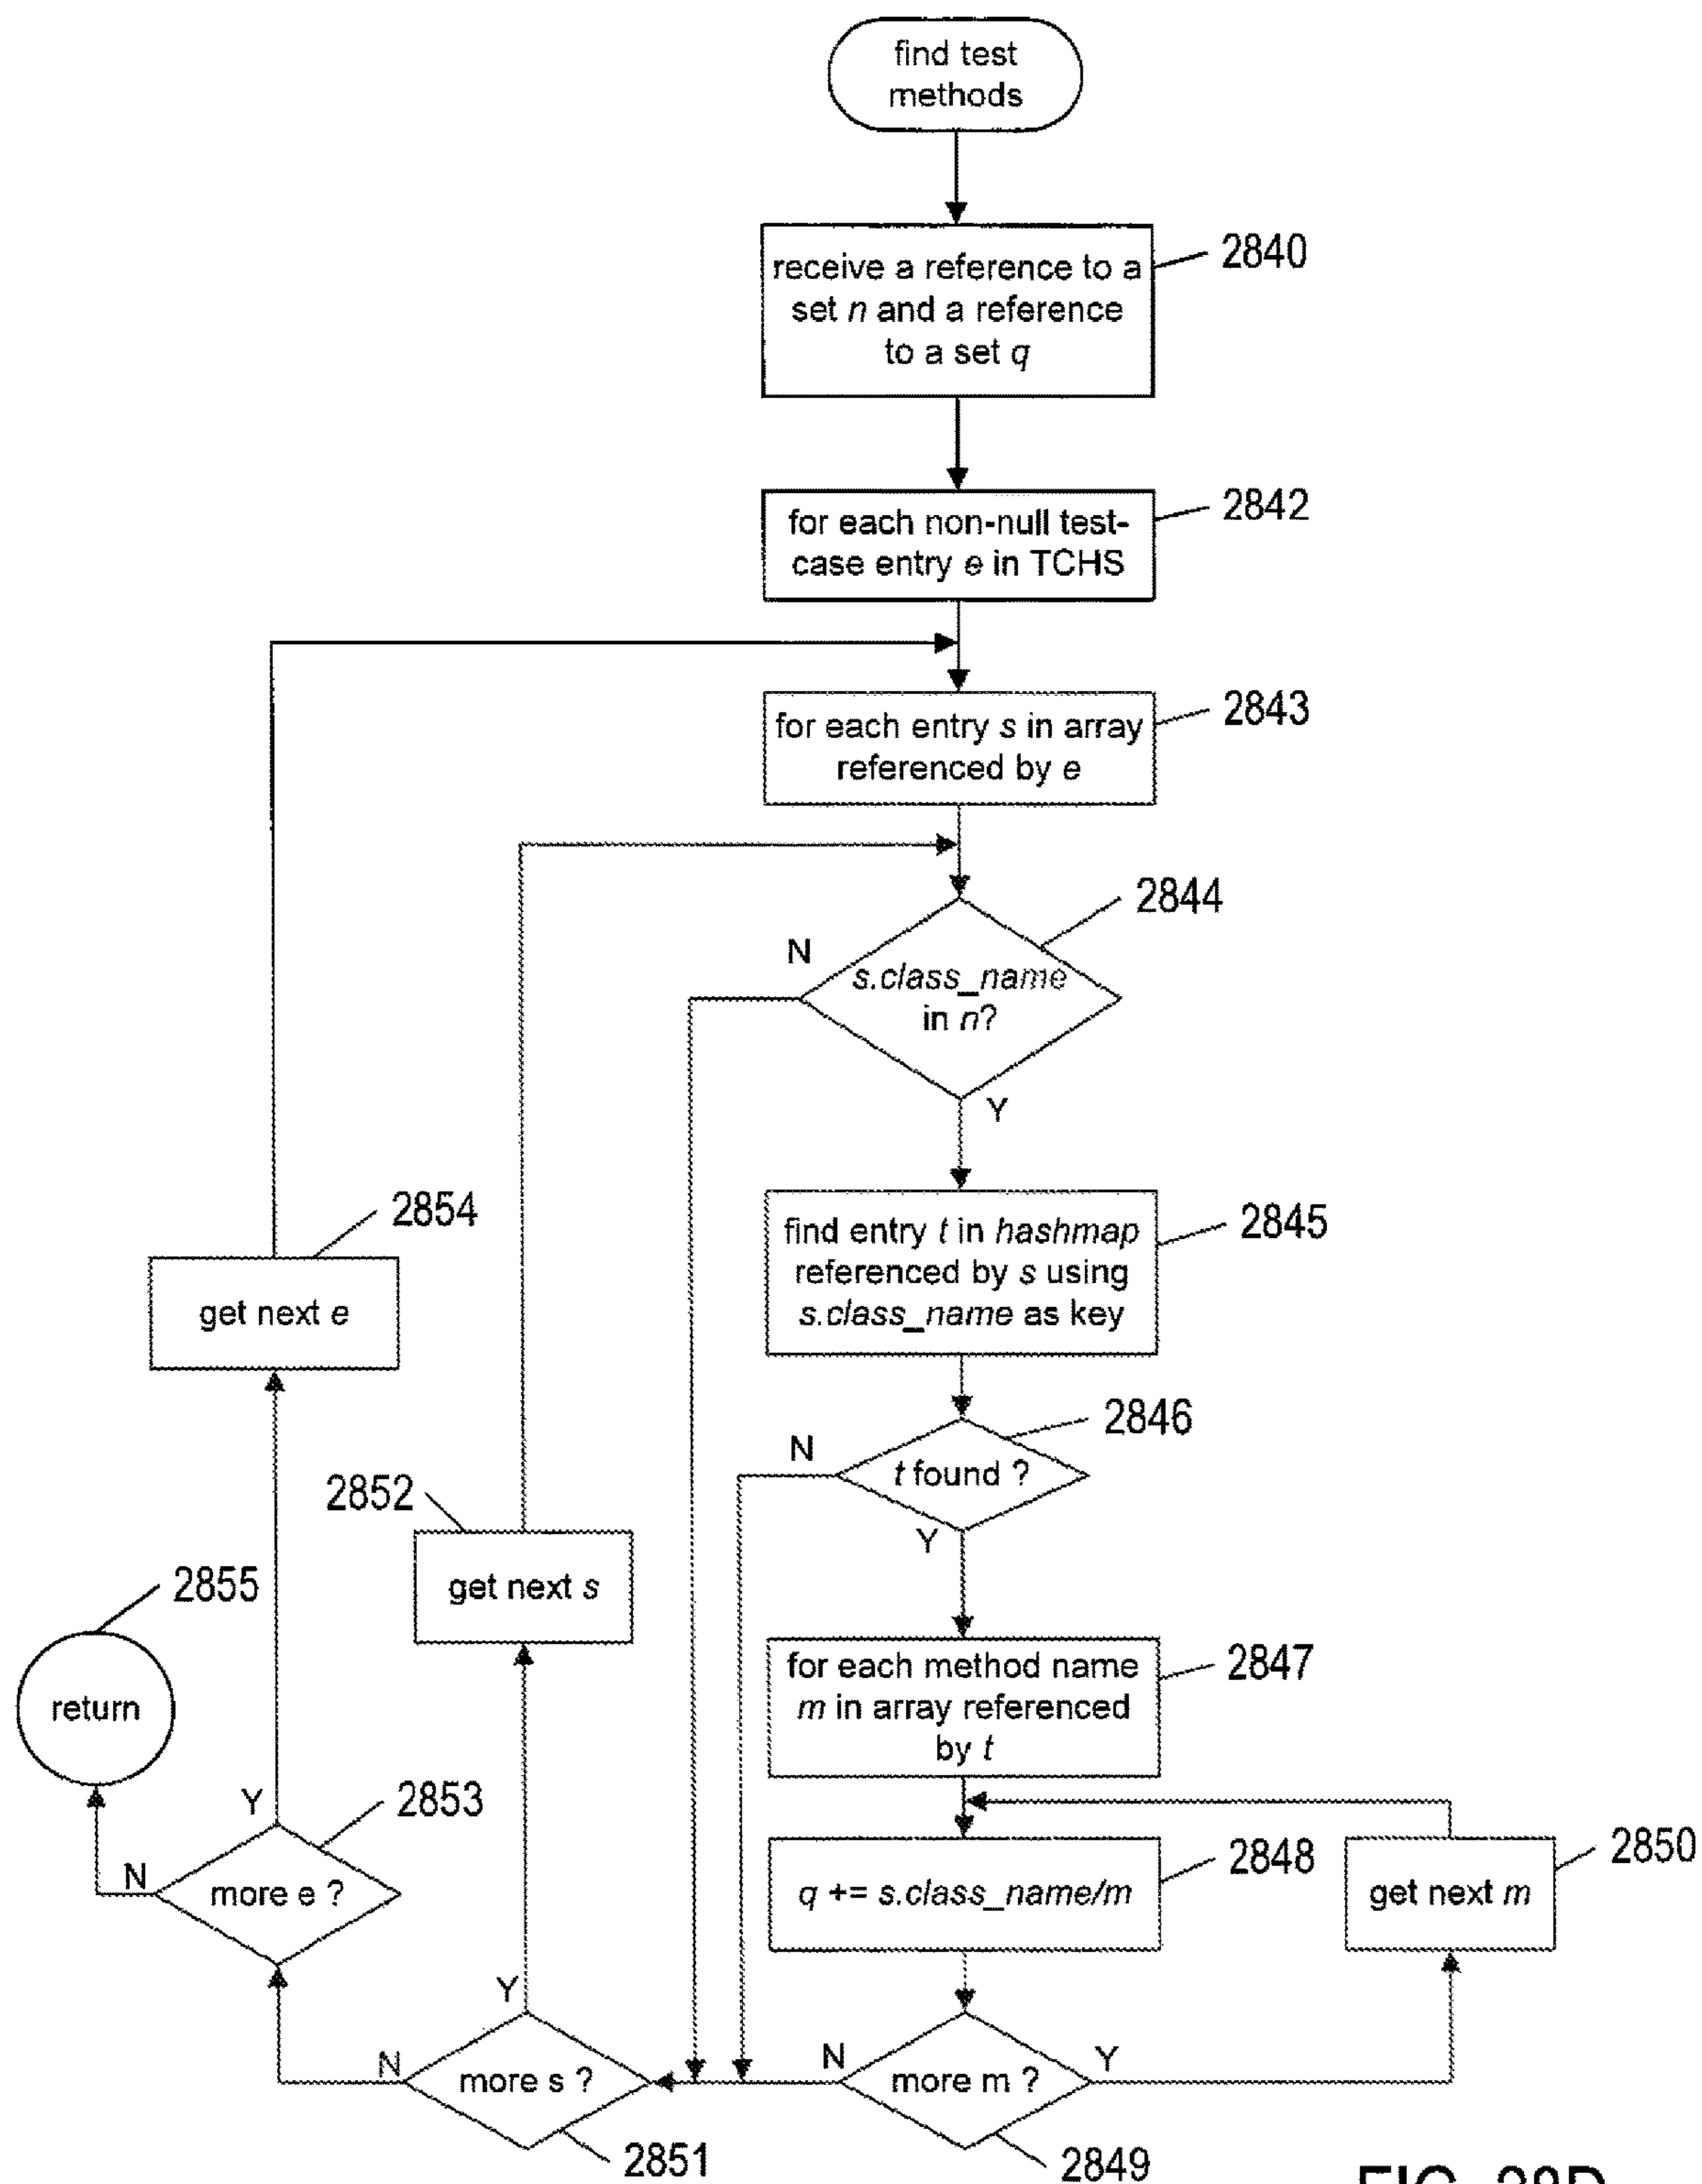 find test
methods
receive a reference to a
set n and a reference
to a set q
2840
for each non-null test-
case entry e in TCHS
2842
for each entry s in array
referenced by e
2843
2844
N
s.class_name
in n?
Y
2854
get next e
find entry t in hashmap
referenced by s using
s.class_name as key
2845
2846
N
t found ?
Y
2852
get next s
2855
return
for each method name
m in array referenced
by t
2847
Y
2853
N
more e ?
q += s.class_name/m
2848
get next m
2850
Y
N
more s ?
2851
N
more m ?
Y
2849